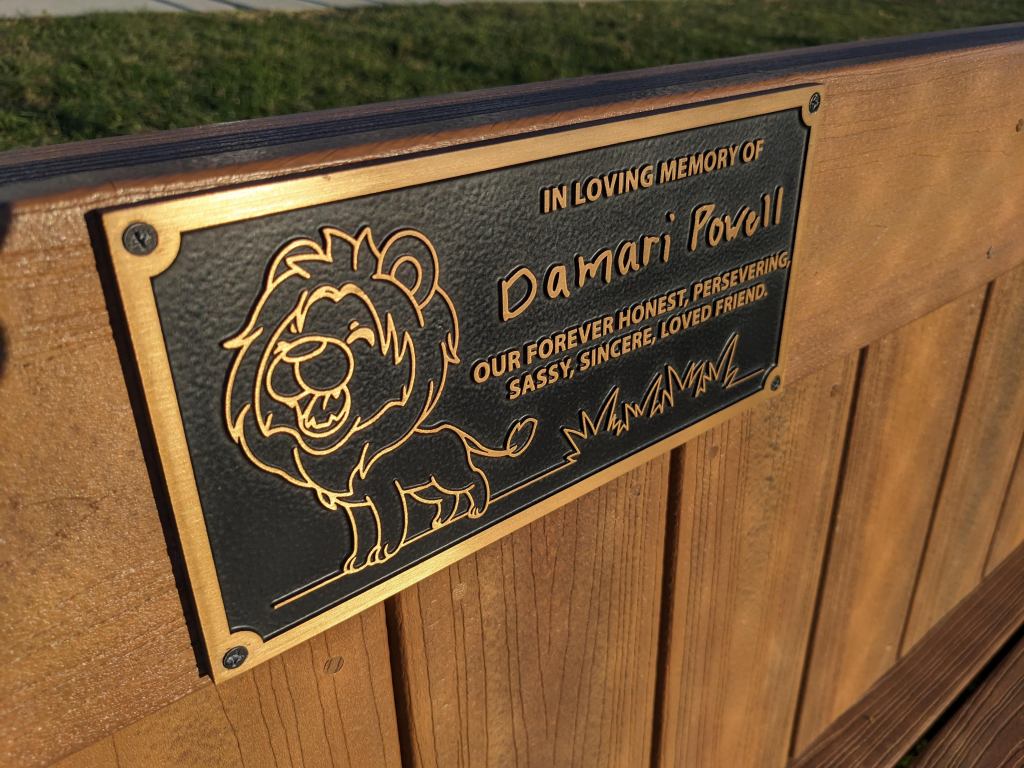 IN LOVING MEMORY OF
Damari Powell
OUR FOREVER HONEST, PERSEVERING,
SASSY, SINCERE, LOVED FRIEND.